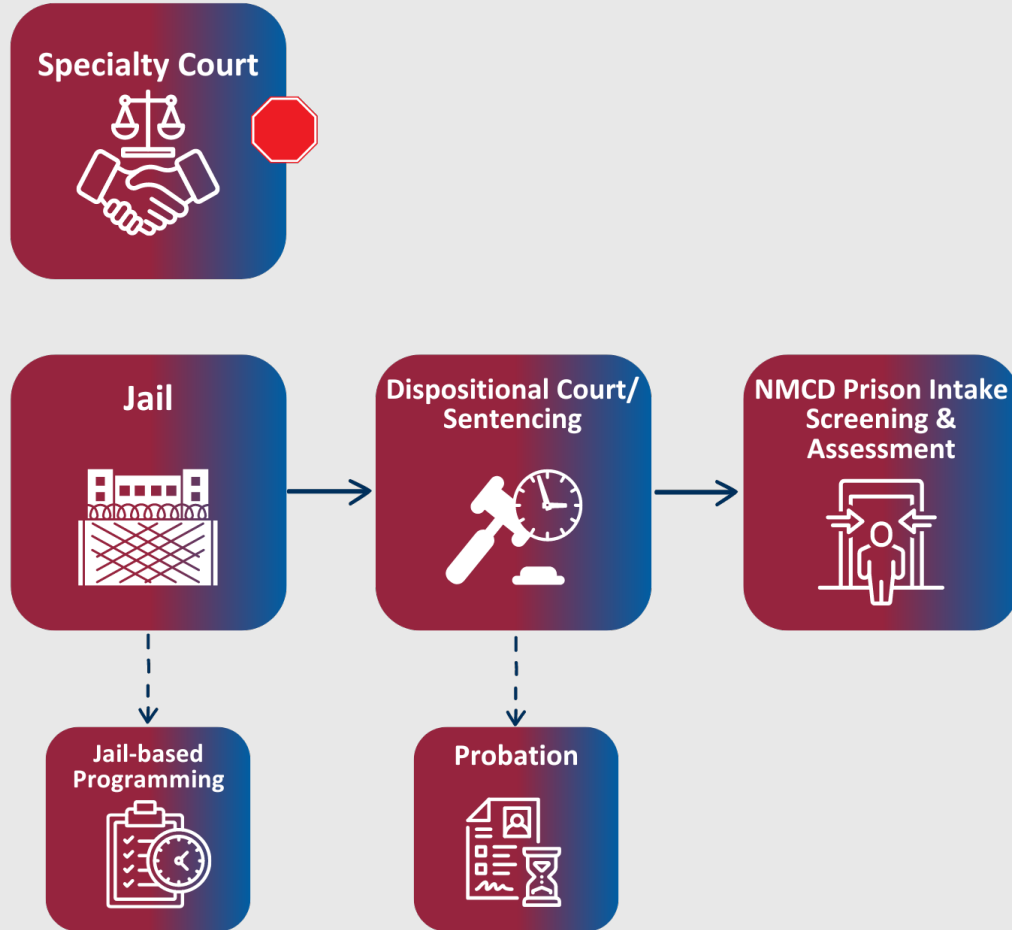 Specialty Court
Jail
Dispositional Court/
Sentencing
NMCD Prison Intake
Screening &
Assessment
Jail-based
Programming
Probation